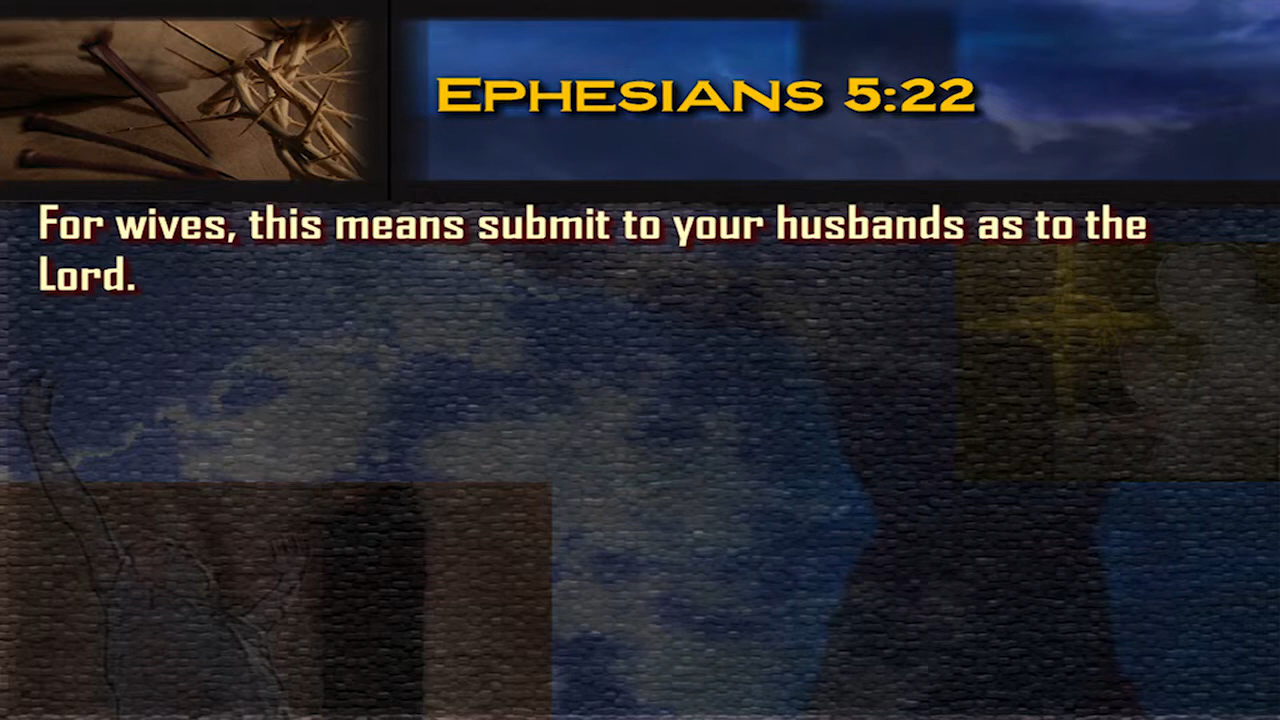 Ephesians 5:22
For wives, this means submit to your husbands as to the
Lord.